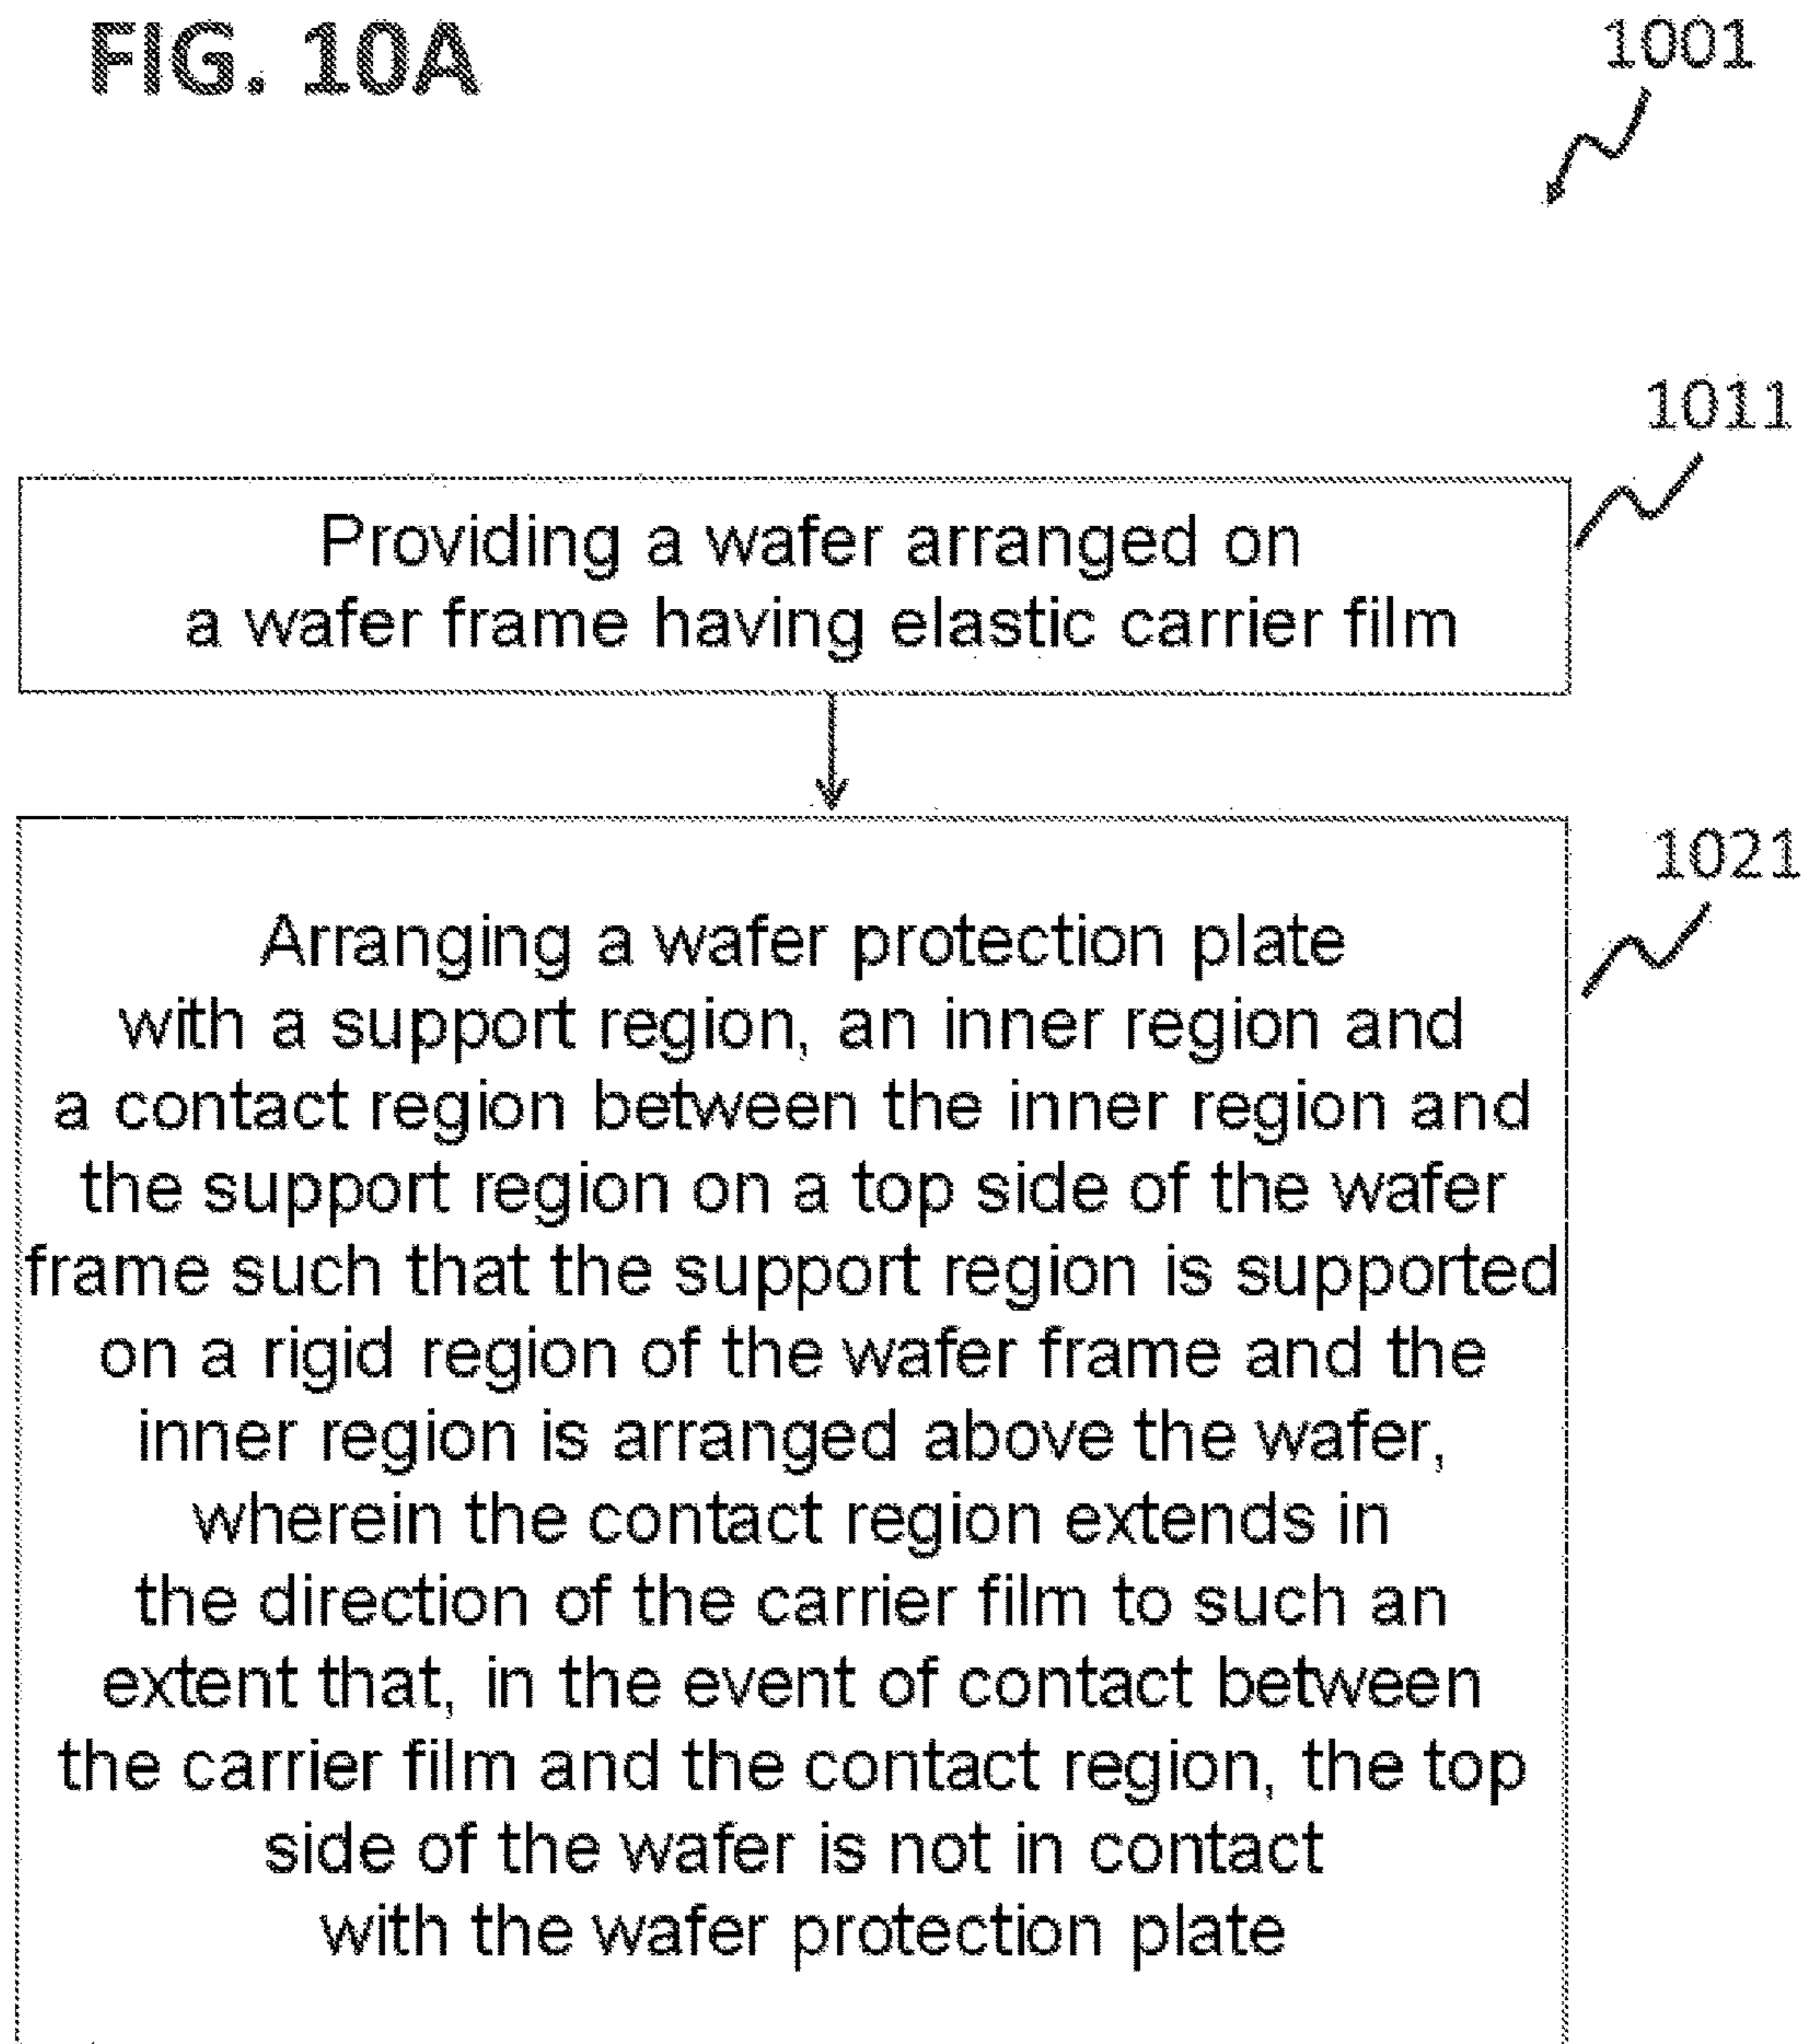 FIG. 10A
1001
1011
Providing a wafer arranged on
a wafer frame having elastic carrier film
1021
Arranging a wafer protection plate
with a support region, an inner region and
a contact region between the inner region and
the support region on a top side of the wafer
frame such that the support region is supported
on a rigid region of the wafer frame and the
inner region is arranged above the wafer,
wherein the contact region extends in
the direction of the carrier film to such an
extent that, in the event of contact between
the carrier film and the contact region, the top
side of the wafer is not in contact
with the wafer protection plate